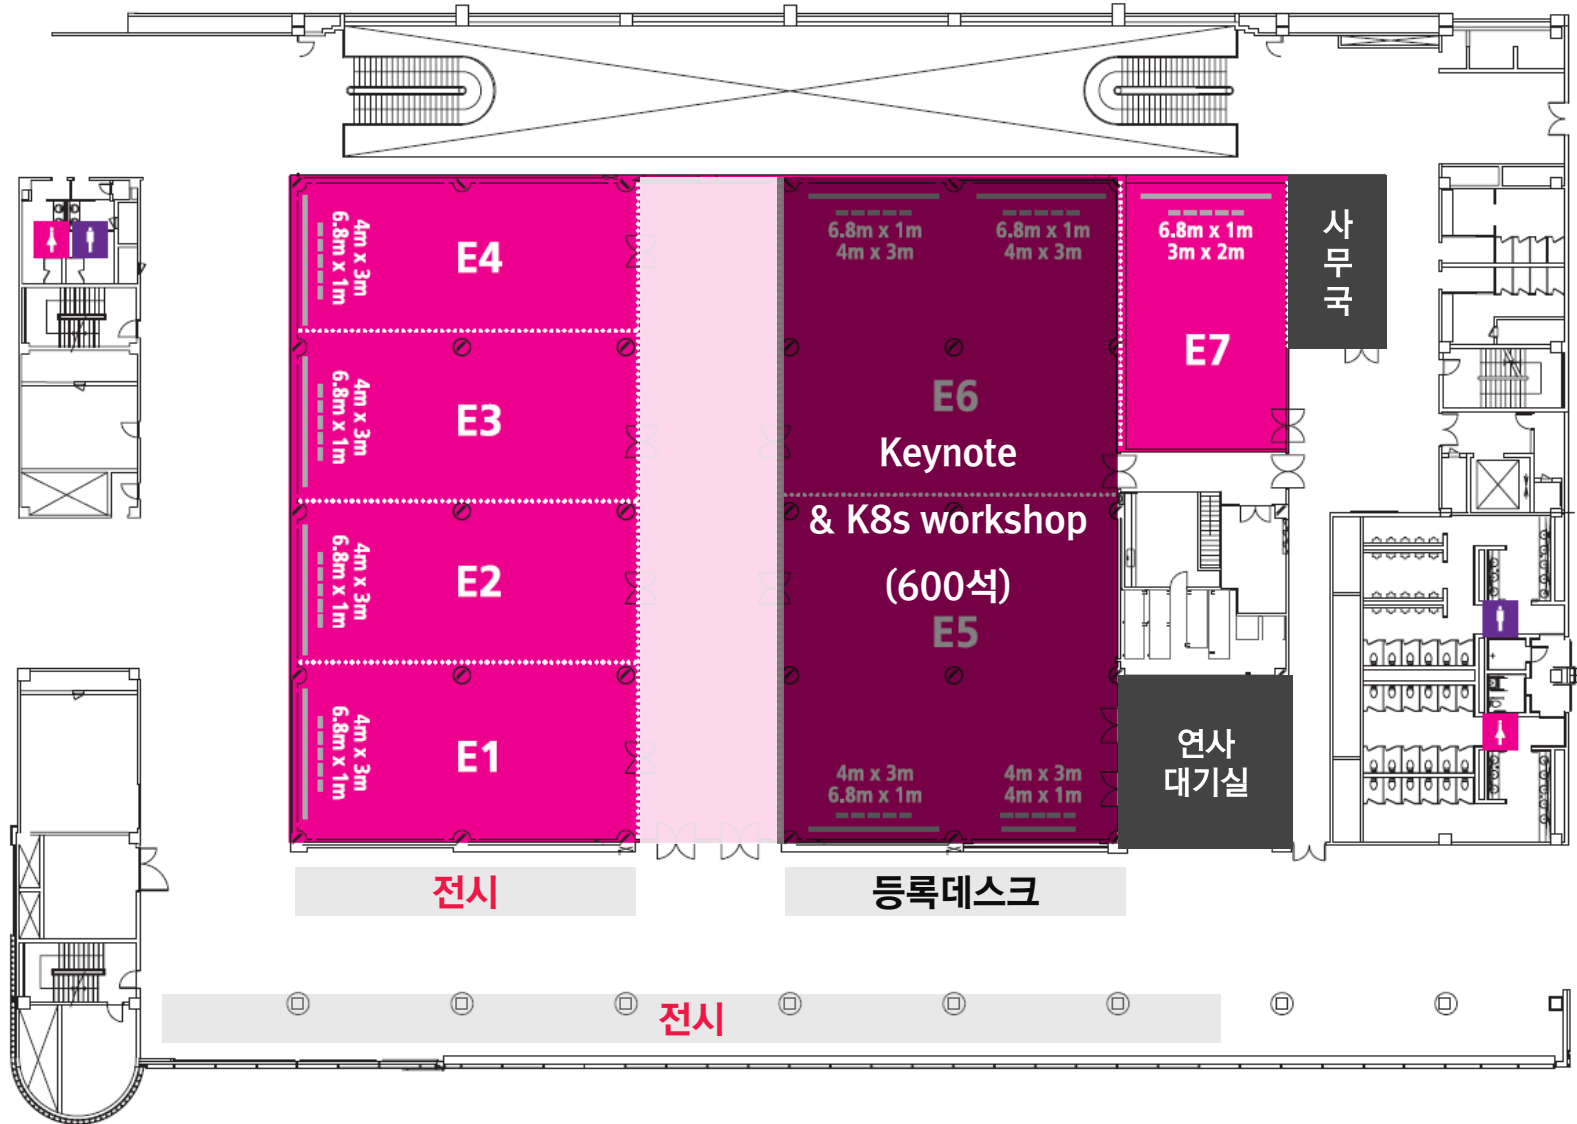 4m x 3m
6.8m x 1m
E4
4m x 3m
6.8m x 1m
E3
4m x 3m
6.8m x 1m
E2
4m x 3m
6.8m x 1m
E1
6.8m x 1m
4m x 3m
6.8m x 1m
4m x 3m
E6
Keynote
& K8s workshop
(600석)
E5
4m x 3m
6.8m x 1m
4m x 3m
4m x 1m
6.8m x 1m
3m x 2m
E7
사
무
국
연사
대기실
전시
등록데스크
전시